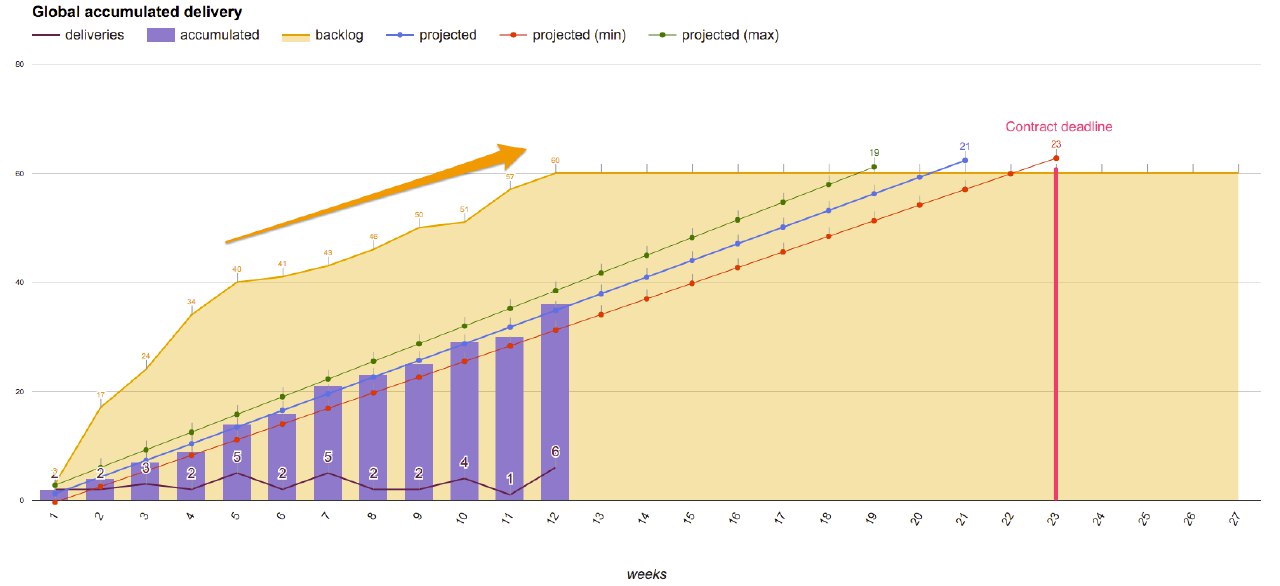 Global accumulated delivery
deliveries accumulated backlog projected projected (min) projected (max)
80
Contract deadline
19 21 23
60
57 60
50 51
46
43
40 41
40
34
24
20
17
3
2 2 3 2 5 2 5 2 2 4 1 6
0
1 2 3 4 5 6 7 8 9 10 11 12 13 14 15 16 17 18 19 20 21 22 23 24 25 26 27
weeks